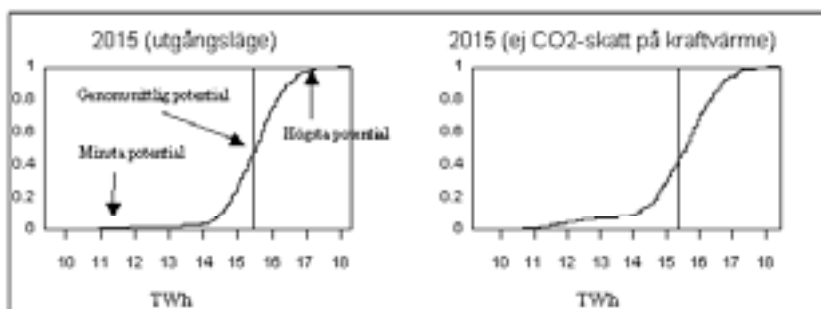 2015 (utgångsläge)
1
0.8
0.6
0.4
0.2
0
Genomsnittlig potential
Minsta potential
Högsta potential
10 11 12 13 14 15 16 17 18
TWh
2015 (ej CO2-skatt på kraftvärme)
1
0.8
0.6
0.4
0.2
0
10 11 12 13 14 15 16 17 18
TWh